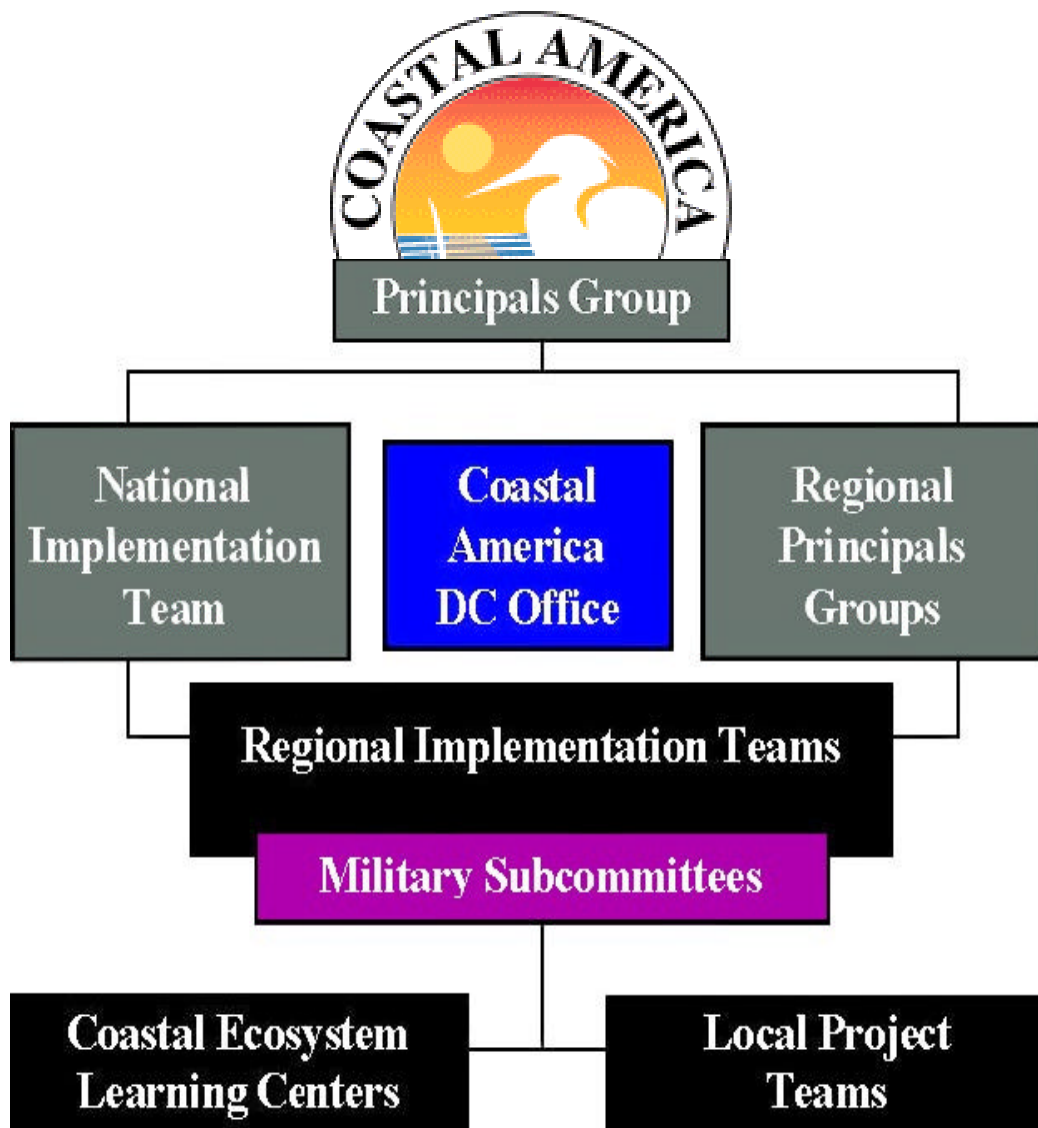 COASTAL AMERICA
Principals Group
National
Implementation
Team
Coastal
America
DC Office
Regional
Principals
Groups
Regional Implementation Teams
Military Subcommittees
Coastal Ecosystem
Learning Centers
Local Project
Teams